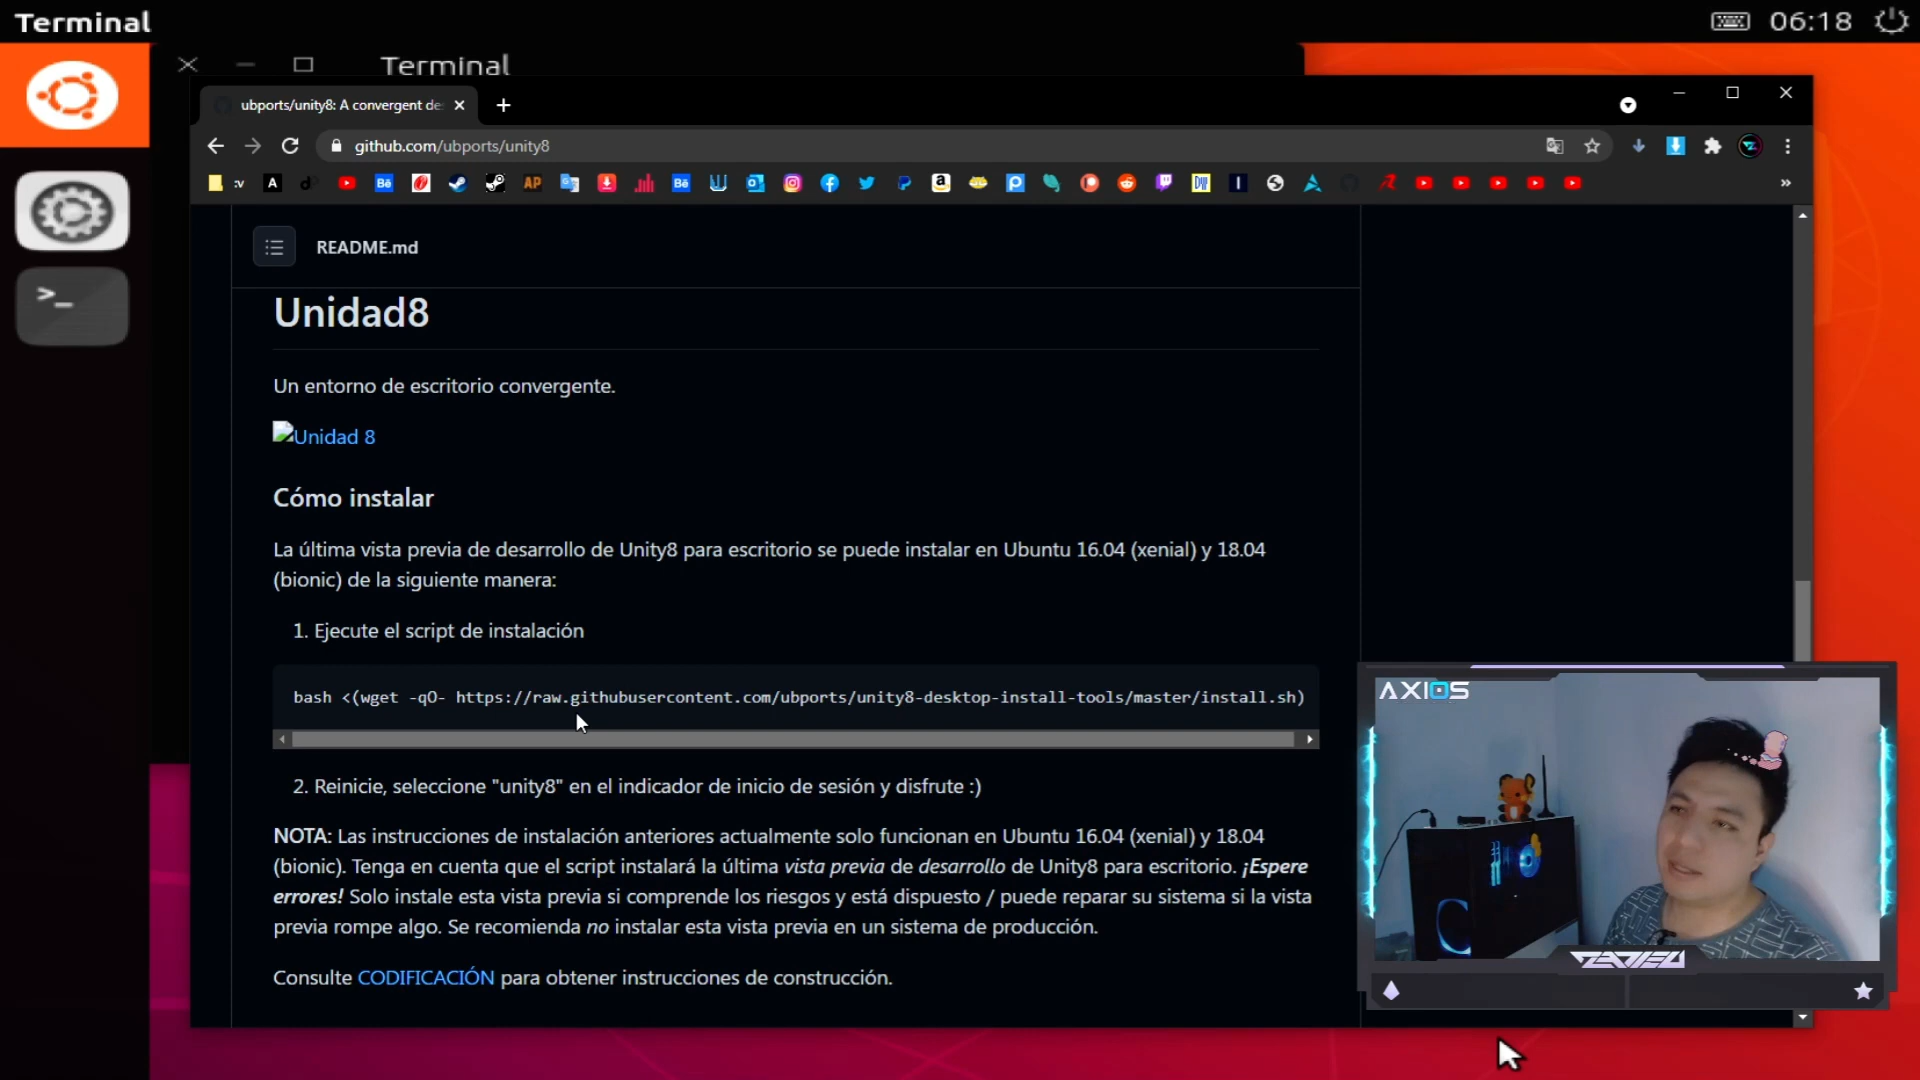 Terminal
06:18
Terminal
ubports/unity8: A convergent de
github.com/ubports/unity8
README.md
Unidad8
Un entorno de escritorio convergente.
Unidad 8
Cómo instalar
La última vista previa de desarrollo de Unity8 para escritorio se puede instalar en Ubuntu 16.04 (xenial) y 18.04
(bionic) de la siguiente manera:
1. Ejecute el script de instalación
bash <(wget -qO- https://raw.githubusercontent.com/ubports/unity8-desktop-install-tools/master/install.sh)
2. Reinicie, seleccione "unity8" en el indicador de inicio de sesión y disfrute :)
NOTA: Las instrucciones de instalación anteriores actualmente solo funcionan en Ubuntu 16.04 (xenial) y 18.04
(bionic). Tenga en cuenta que el script instalará la última vista previa de desarrollo de Unity8 para escritorio. ¡Espere
errores! Solo instale esta vista previa si comprende los riesgos y está dispuesto / puede reparar su sistema si la vista
previa rompe algo. Se recomienda no instalar esta vista previa en un sistema de producción.
Consulte CODIFICACIÓN para obtener instrucciones de construcción.
AXIOS